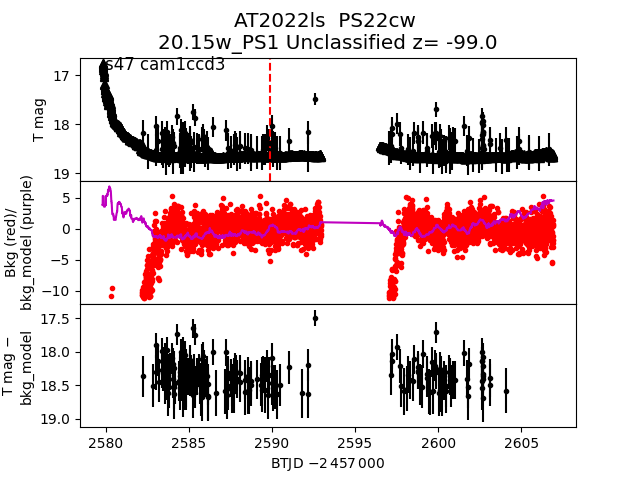 AT2022ls PS22cw
20.15w_PS1 Unclassified z= -99.0
s47 cam1ccd3
17
18
19
T mag
5
0
−5
−10
Bkg (red)/
bkg_model (purple)
17.5
18.0
18.5
19.0
T mag −
bkg_model
2580
2585
2590
2595
2600
2605
BTJD −2 457 000